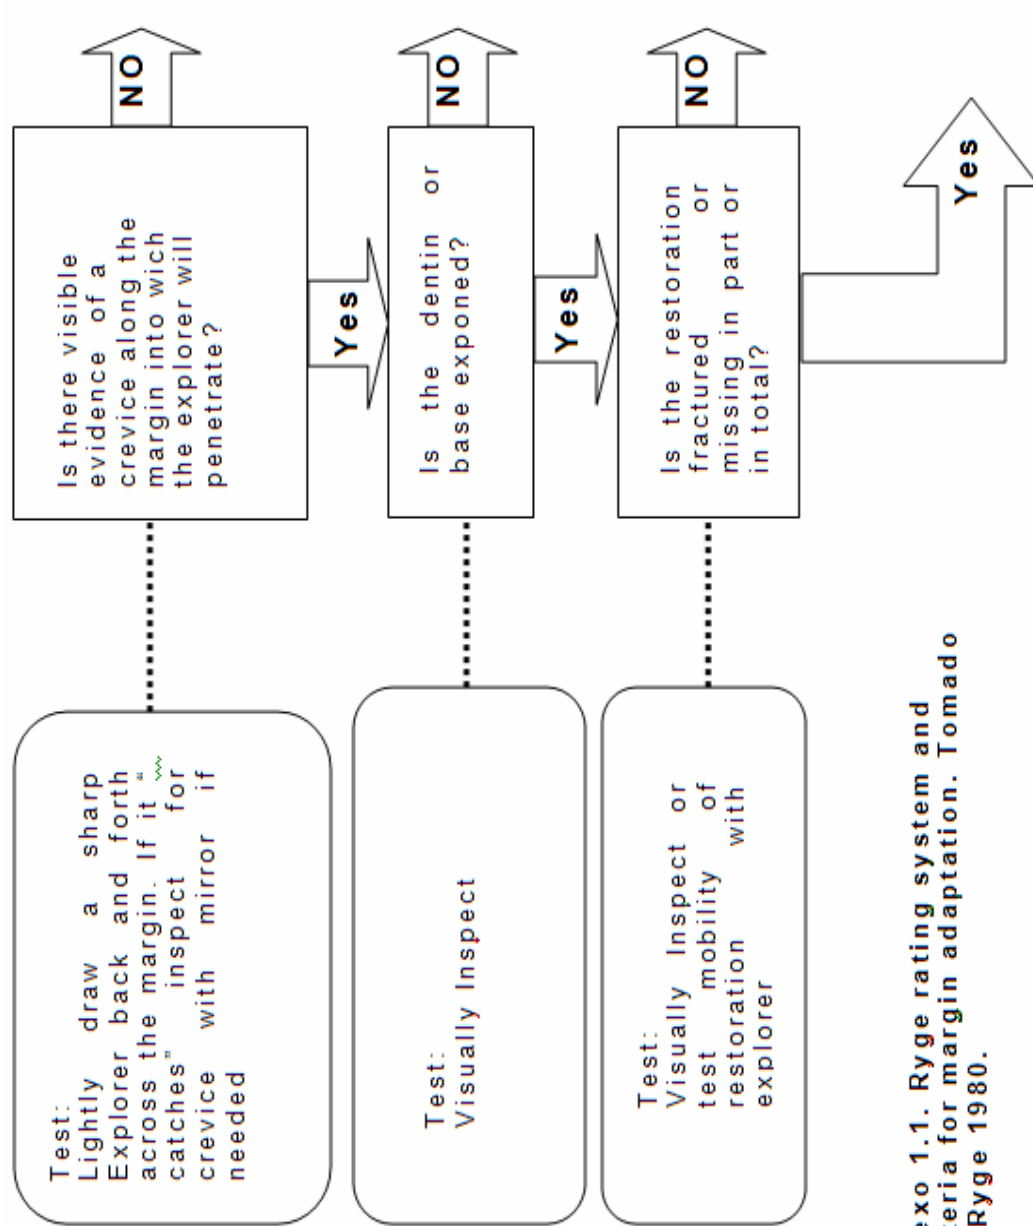 Test:
Lightly draw a sharp
Explorer back and forth
across the margin. If it “
catches” inspect for
crevice with mirror if
needed
Is there visible
evidence of a
crevice along the
margin into wich
the explorer will
penetrate?
NO
Yes
Test:
Visually Inspect
Is the dentin or
base exponed?
NO
Yes
Test:
Visually Inspect or
test mobility of
restoration with
explorer
Is the restoration
fractured or
missing in part or
in total?
NO
Yes
exo 1.1. Ryge rating system and
eria for margin adaptation. Tomado
Ryge 1980.